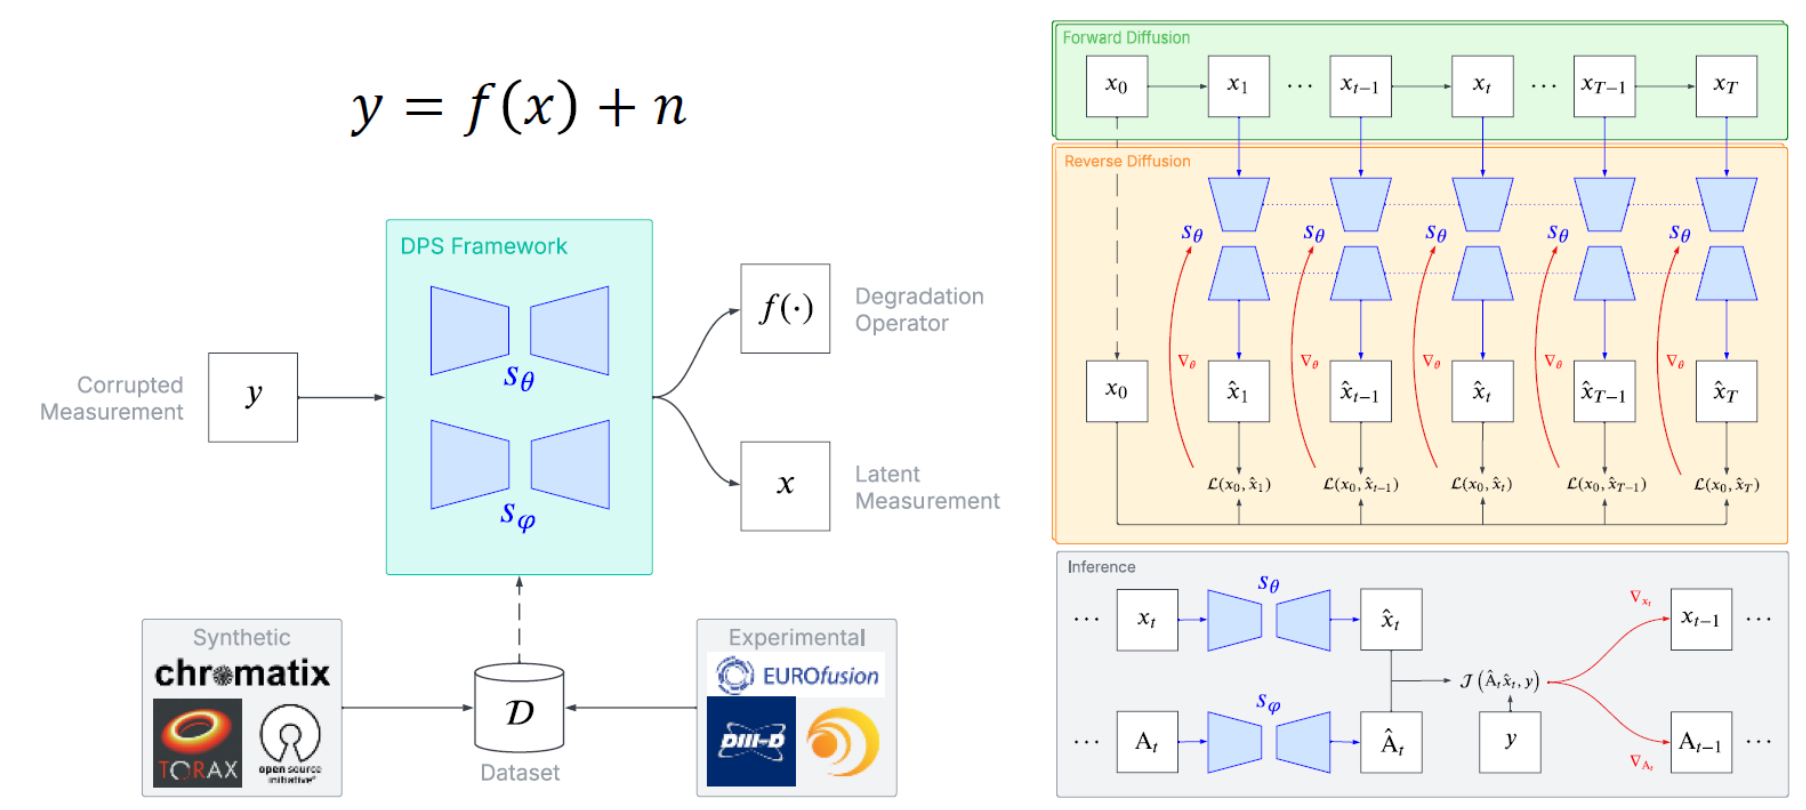 y = f(x) + n
DPS Framework
s_θ
s_φ
Corrupted
Measurement
y
f(·)
Degradation
Operator
x
Latent
Measurement
Synthetic
chromatix
TORAX
open source
initiative®
𝒟
Dataset
Experimental
EUROfusion
DIII-D
Forward Diffusion
x_0 x_1 ··· x_{t-1} x_t ··· x_{T-1} x_T
Reverse Diffusion
s_θ s_θ s_θ s_θ s_θ
∇_θ ∇_θ ∇_θ ∇_θ ∇_θ
x_0 x̂_1 x̂_{t-1} x̂_t x̂_{T-1} x̂_T
ℒ(x_0, x̂_1) ℒ(x_0, x̂_{t-1}) ℒ(x_0, x̂_t) ℒ(x_0, x̂_{T-1}) ℒ(x_0, x̂_T)
Inference
s_θ
··· x_t x̂_t ∇_{x_t} x_{t-1} ···
𝒥(Â_t x̂_t, y)
s_φ
··· A_t Â_t y ∇_{A_t} A_{t-1} ···